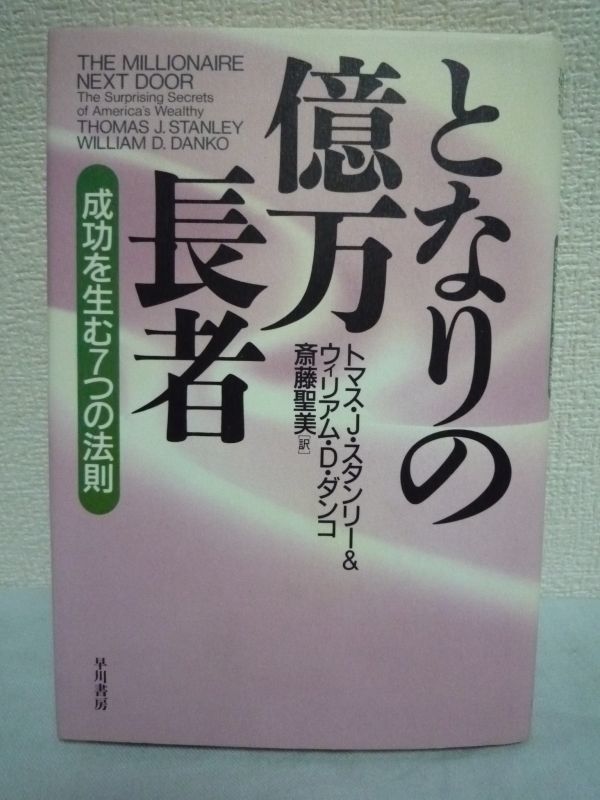 THE MILLIONAIRE
NEXT DOOR
The Surprising Secrets
of America's Wealthy
THOMAS J. STANLEY
WILLIAM D. DANKO
となりの
億万
長者
成功を生む7つの法則
トマス・J・スタンリー&
ウィリアム・D・ダンコ
斎藤聖美[訳]
早川書房